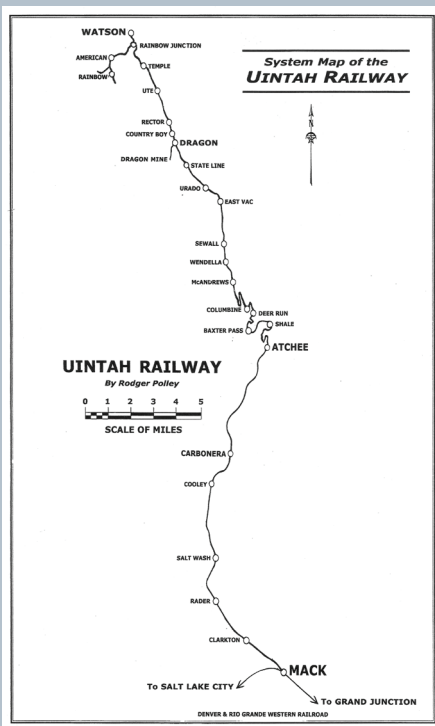 System Map of the
UINTAH RAILWAY
N
WATSON
RAINBOW JUNCTION
AMERICAN
TEMPLE
RAINBOW
UTE
RECTOR
COUNTRY BOY
DRAGON
DRAGON MINE
STATE LINE
URADO
EAST VAC
SEWALL
WENDELLA
McANDREWS
COLUMBINE
DEER RUN
SHALE
BAXTER PASS
ATCHEE
UINTAH RAILWAY
By Rodger Polley
0 1 2 3 4 5
SCALE OF MILES
CARBONERA
COOLEY
SALT WASH
RADER
CLARKTON
MACK
To SALT LAKE CITY
To GRAND JUNCTION
DENVER & RIO GRANDE WESTERN RAILROAD